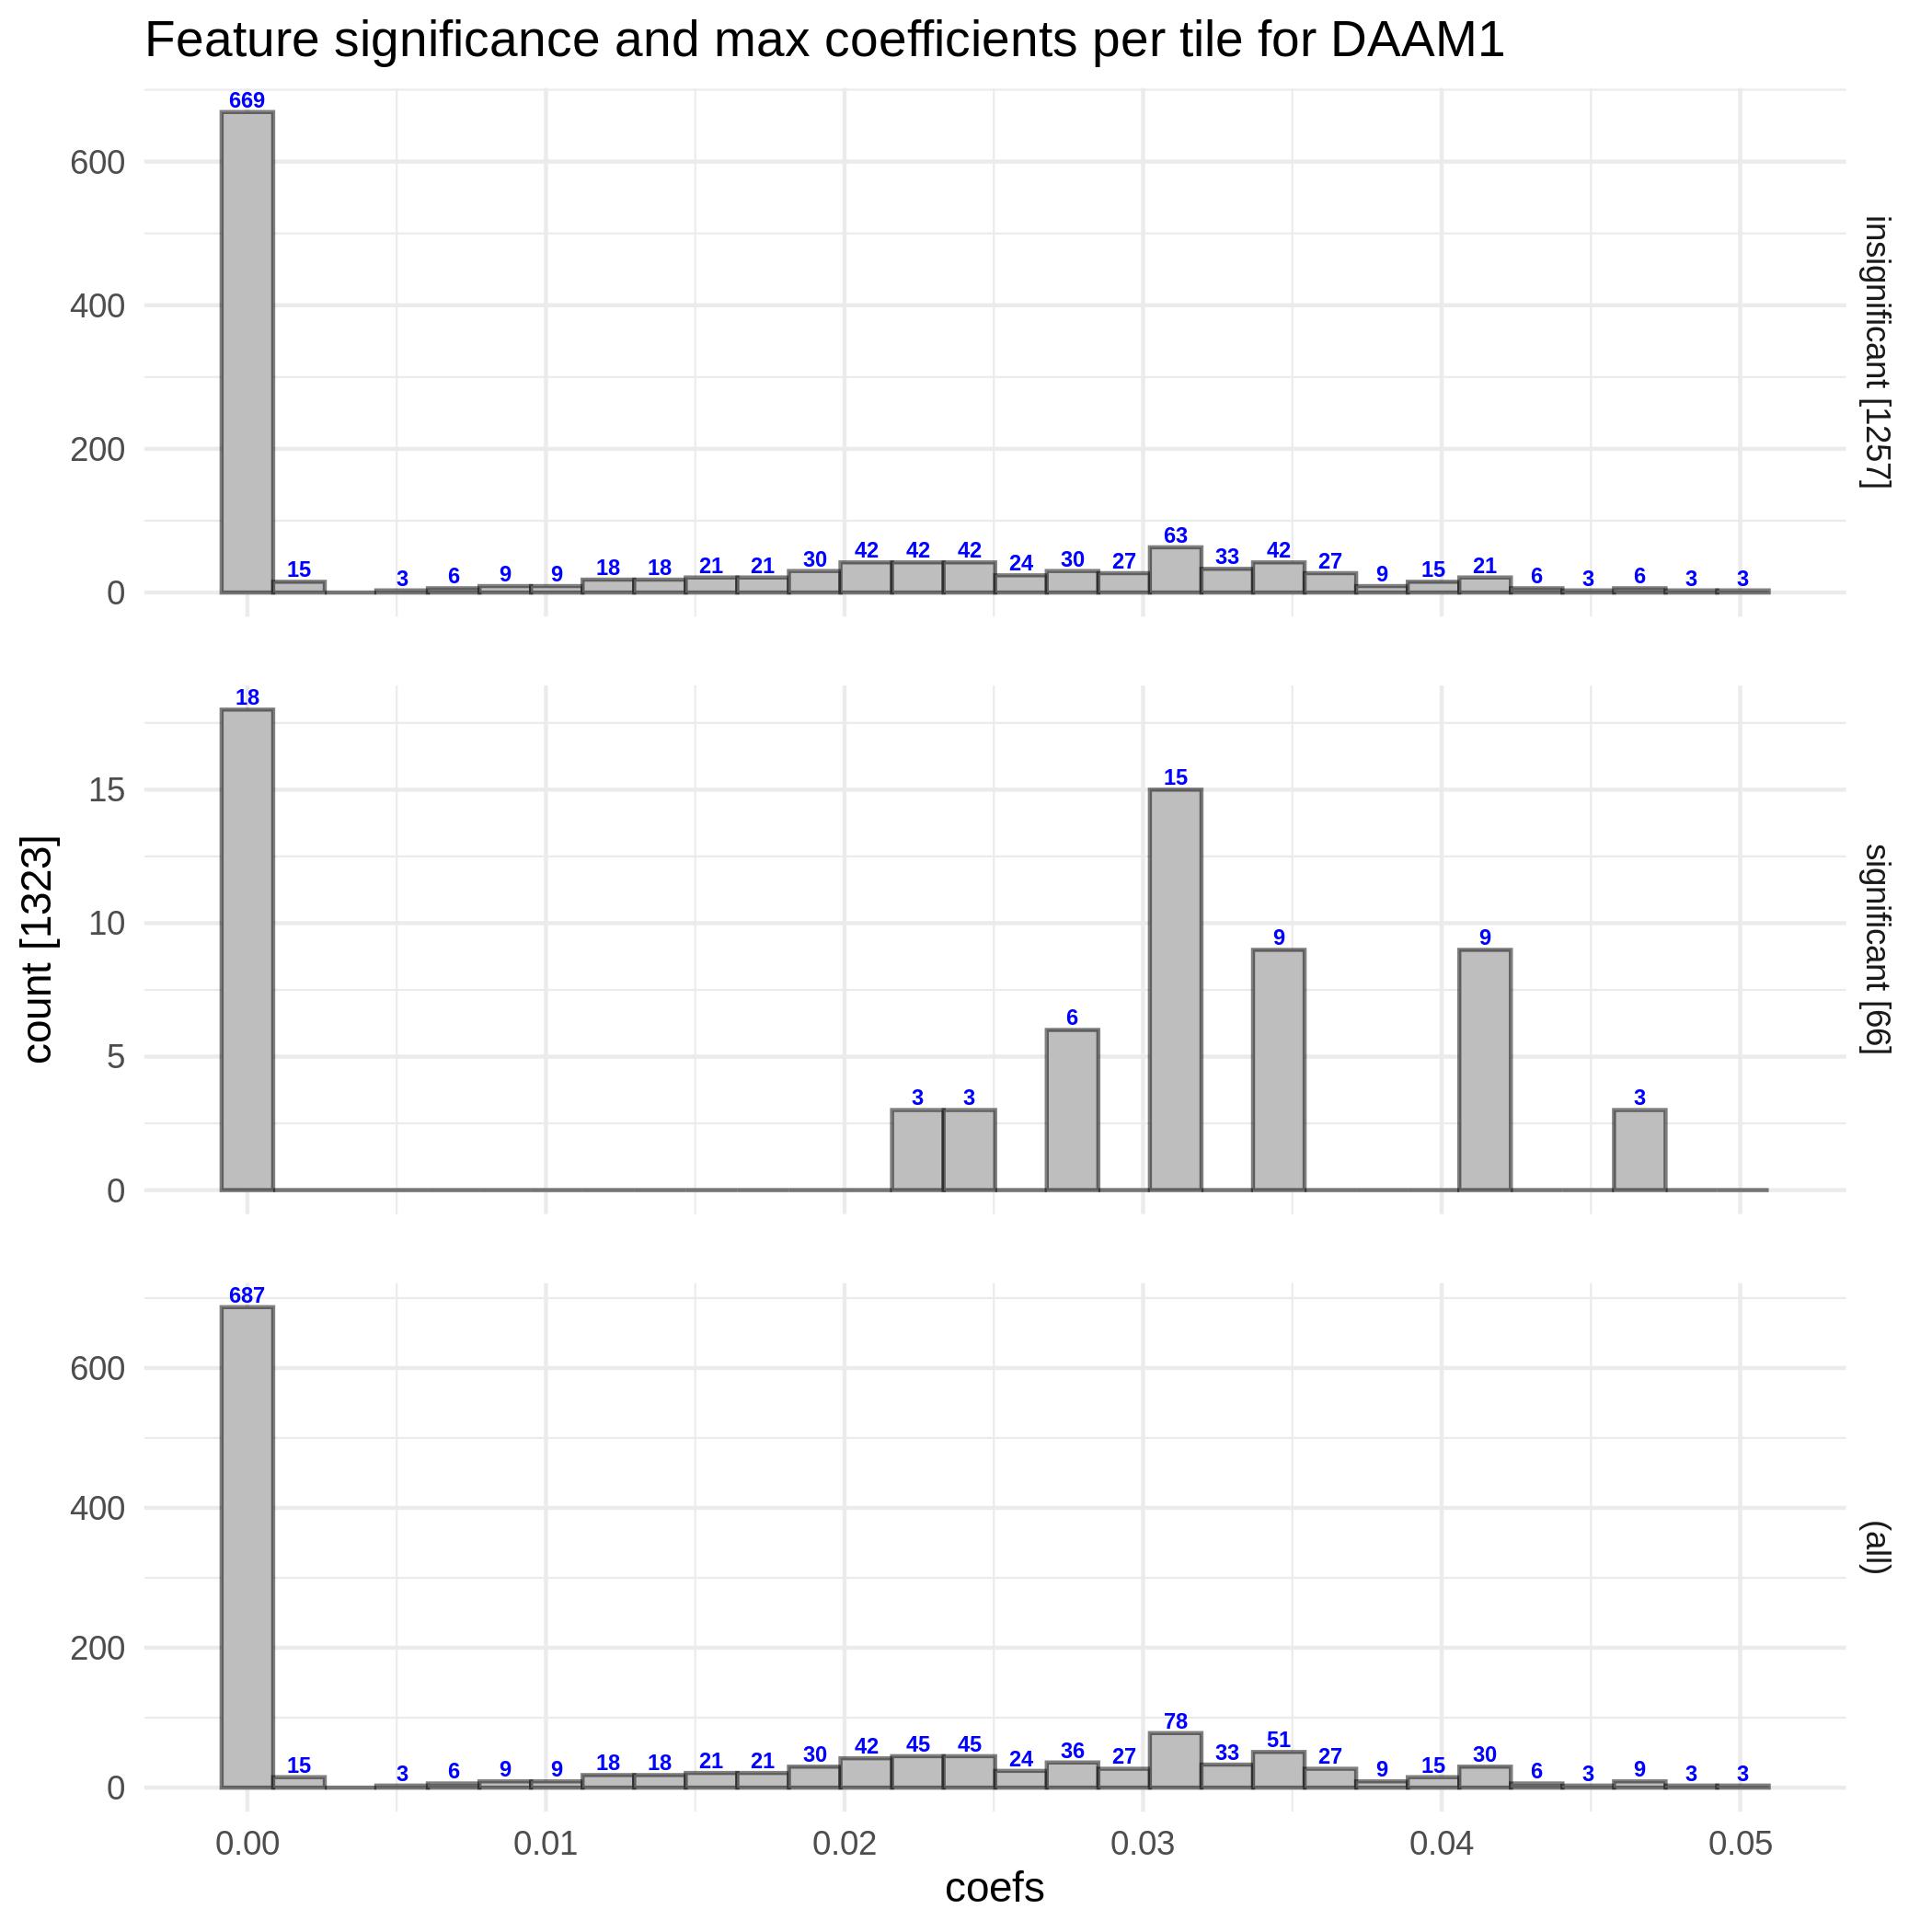 Feature significance and max coefficients per tile for DAAM1
count [1323]
669
15 3 6 9 9 18 18 21 21 30 42 42 42 24 30 27 63 33 42 27 9 15 21 6 3 6 3 3
600
400
200
0
insignificant [1257]
18
3 3 6 15 9 9 3
15
10
5
0
significant [66]
687
15 3 6 9 9 18 18 21 21 30 42 45 45 24 36 27 78 33 51 27 9 15 30 6 3 9 3 3
600
400
200
0
(all)
0.00 0.01 0.02 0.03 0.04 0.05
coefs